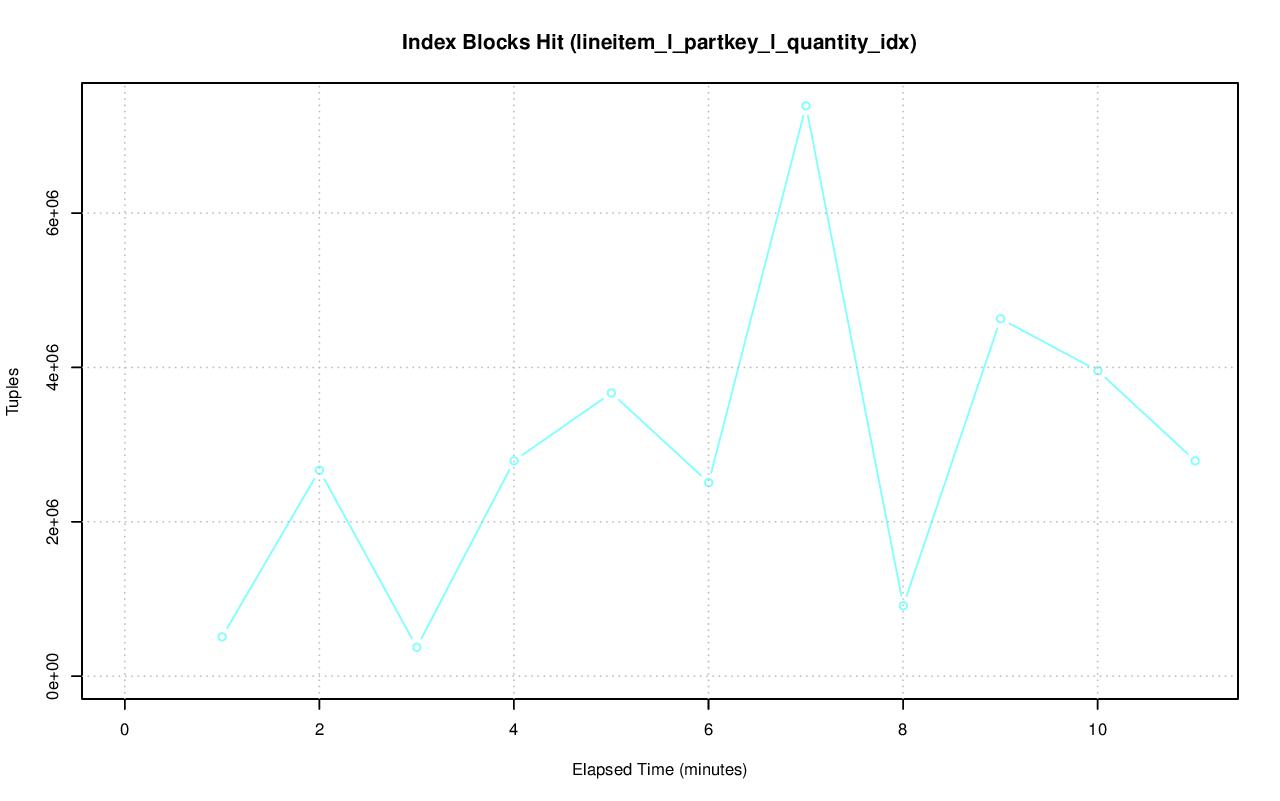 Index Blocks Hit (lineitem_l_partkey_l_quantity_idx)
Tuples
6e+06
4e+06
2e+06
0e+00
0 2 4 6 8 10
Elapsed Time (minutes)